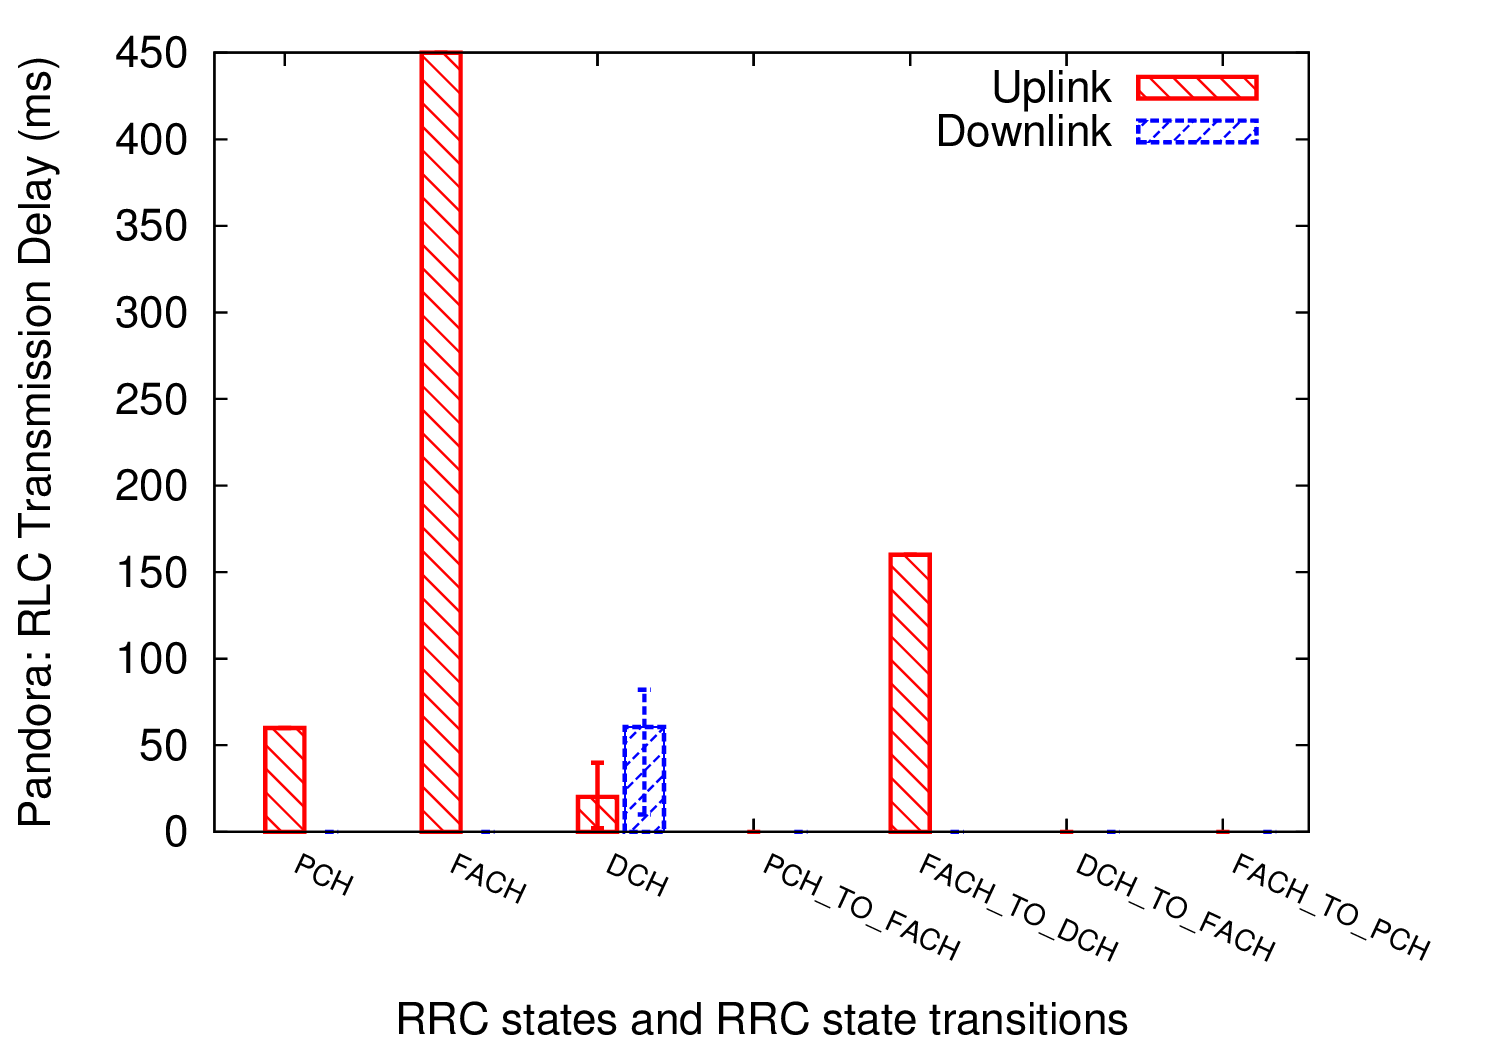 Pandora: RLC Transmission Delay (ms)
450
400
350
300
250
200
150
100
50
0
Uplink
Downlink
PCH
FACH
DCH
PCH_TO_FACH
FACH_TO_DCH
DCH_TO_FACH
FACH_TO_PCH
RRC states and RRC state transitions